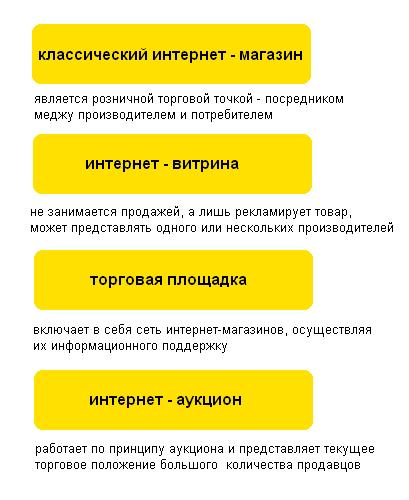 классический интернет - магазин
является розничной торговой точкой - посредником
меджу производителем и потребителем
интернет - витрина
не занимается продажей, а лишь рекламирует товар,
может представлять одного или нескольких производителей
торговая площадка
включает в себя сеть интернет-магазинов, осуществляя
их информационного поддержку
интернет - аукцион
работает по принципу аукциона и представляет текущее
торговое положение большого количества продавцов